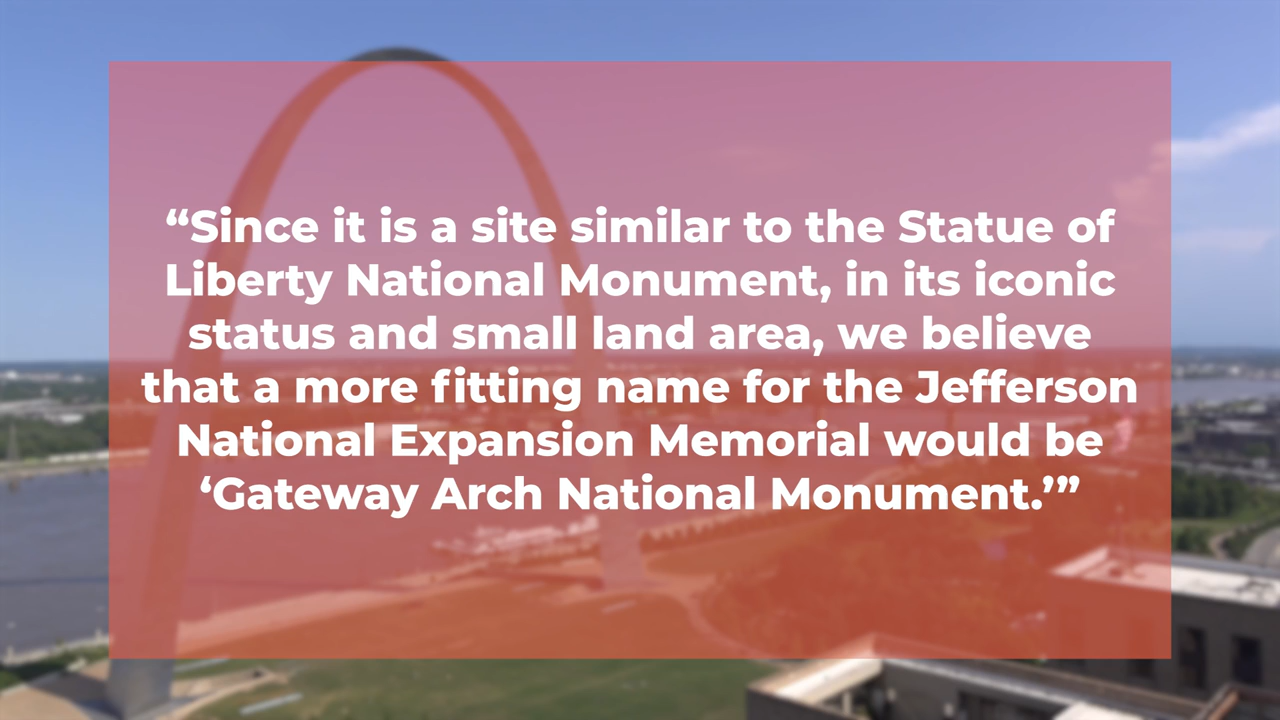 “Since it is a site similar to the Statue of
Liberty National Monument, in its iconic
status and small land area, we believe
that a more fitting name for the Jefferson
National Expansion Memorial would be
‘Gateway Arch National Monument.’”